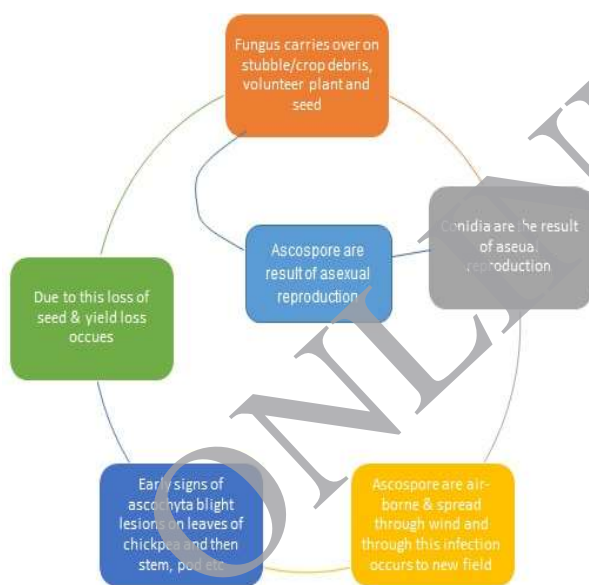 Fungus carries over on
stubble/crop debris,
volunteer plant and
seed
Conidia are the result
of aseual
reproduction
Ascospore are
result of asexual
reproduction
Due to this loss of
seed & yield loss
occues
Early signs of
ascochyta blight
lesions on leaves of
chickpea and then
stem, pod etc
Ascospore are air-
borne & spread
through wind and
through this infection
occurs to new field
ONLIN